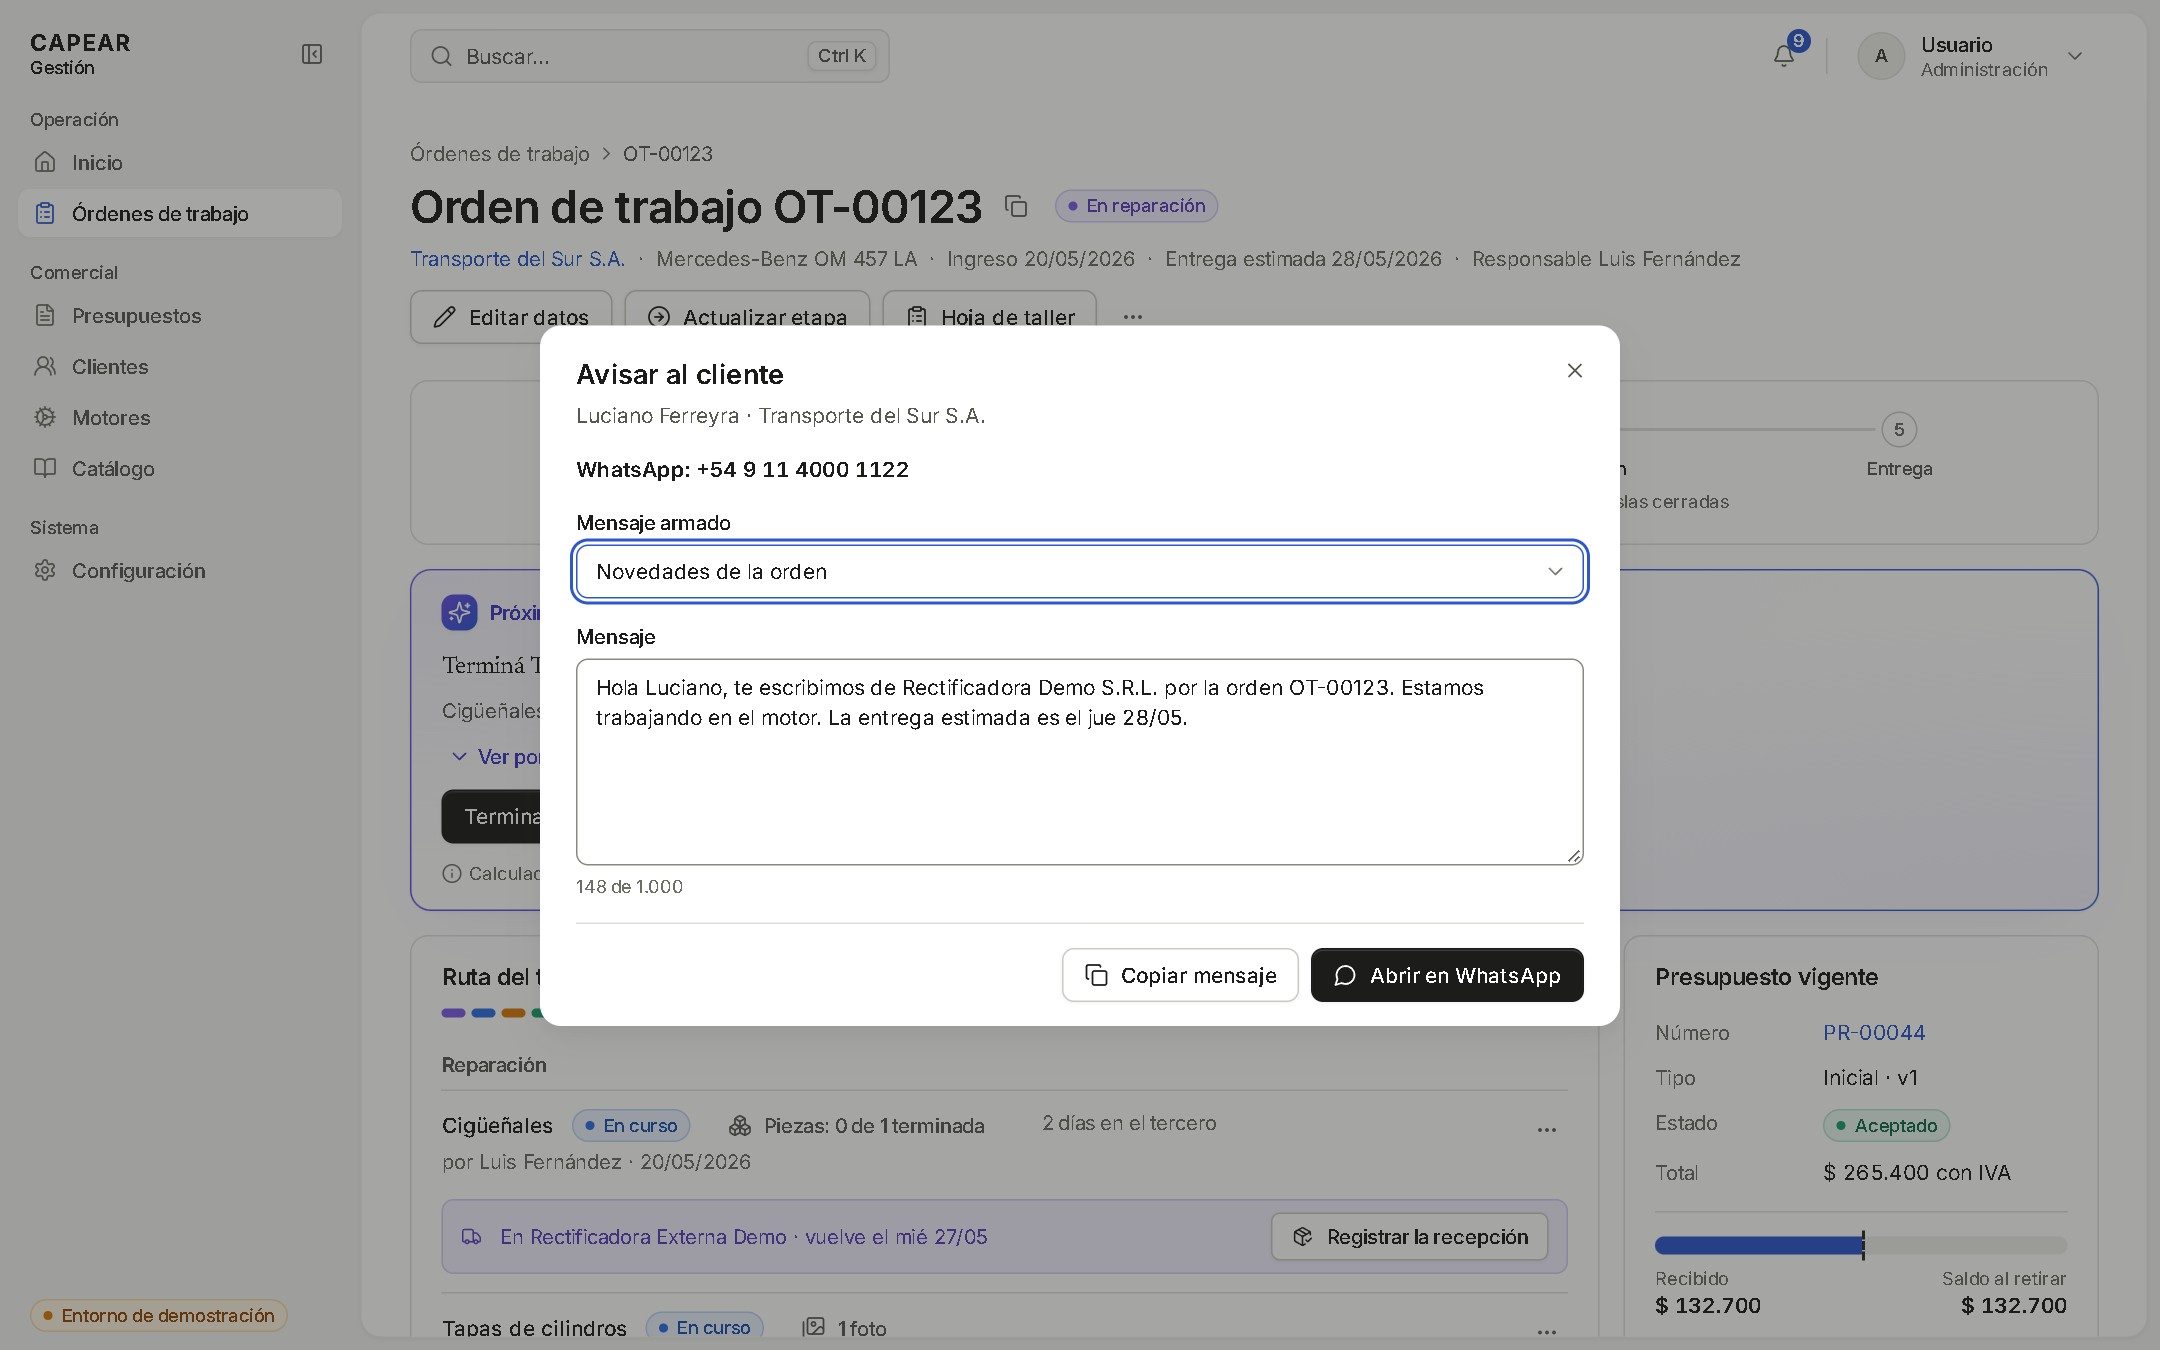 CAPEAR
Gestión
Buscar...
Ctrl K
9
A
Usuario
Administración
Operación
Inicio
Órdenes de trabajo
Comercial
Presupuestos
Clientes
Motores
Catálogo
Sistema
Configuración
Entorno de demostración
Órdenes de trabajo > OT-00123
Orden de trabajo OT-00123
En reparación
Transporte del Sur S.A. · Mercedes-Benz OM 457 LA · Ingreso 20/05/2026 · Entrega estimada 28/05/2026 · Responsable Luis Fernández
Editar datos
Actualizar etapa
Hoja de taller
5
Entrega
cerradas
Avisar al cliente
Luciano Ferreyra · Transporte del Sur S.A.
WhatsApp: +54 9 11 4000 1122
Mensaje armado
Novedades de la orden
Mensaje
Hola Luciano, te escribimos de Rectificadora Demo S.R.L. por la orden OT-00123. Estamos
trabajando en el motor. La entrega estimada es el jue 28/05.
148 de 1.000
Copiar mensaje
Abrir en WhatsApp
Terminá
Cigüeñales
Ver
Ruta del
Reparación
Cigüeñales
En curso
Piezas: 0 de 1 terminada
2 días en el tercero
por Luis Fernández · 20/05/2026
En Rectificadora Externa Demo · vuelve el mié 27/05
Registrar la recepción
Tapas de cilindros
En curso
1 foto
Presupuesto vigente
Número PR-00044
Tipo Inicial · v1
Estado Aceptado
Total $ 265.400 con IVA
Recibido Saldo al retirar
$ 132.700 $ 132.700